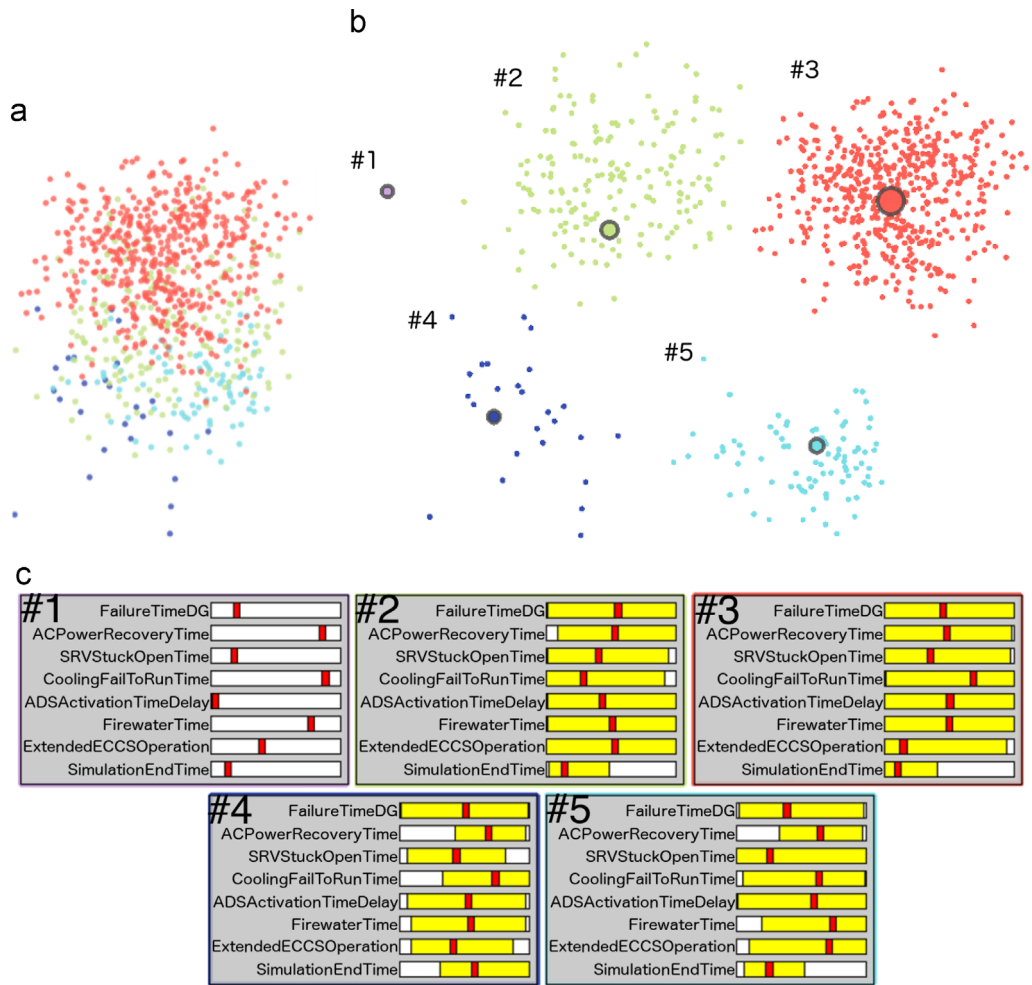 b
#2
#3
a
#1
#4
#5
c
#1
FailureTimeDG
ACPowerRecoveryTime
SRVStuckOpenTime
CoolingFailToRunTime
ADSActivationTimeDelay
FirewaterTime
ExtendedECCSOperation
SimulationEndTime
#2
FailureTimeDG
ACPowerRecoveryTime
SRVStuckOpenTime
CoolingFailToRunTime
ADSActivationTimeDelay
FirewaterTime
ExtendedECCSOperation
SimulationEndTime
#3
FailureTimeDG
ACPowerRecoveryTime
SRVStuckOpenTime
CoolingFailToRunTime
ADSActivationTimeDelay
FirewaterTime
ExtendedECCSOperation
SimulationEndTime
#4
FailureTimeDG
ACPowerRecoveryTime
SRVStuckOpenTime
CoolingFailToRunTime
ADSActivationTimeDelay
FirewaterTime
ExtendedECCSOperation
SimulationEndTime
#5
FailureTimeDG
ACPowerRecoveryTime
SRVStuckOpenTime
CoolingFailToRunTime
ADSActivationTimeDelay
FirewaterTime
ExtendedECCSOperation
SimulationEndTime